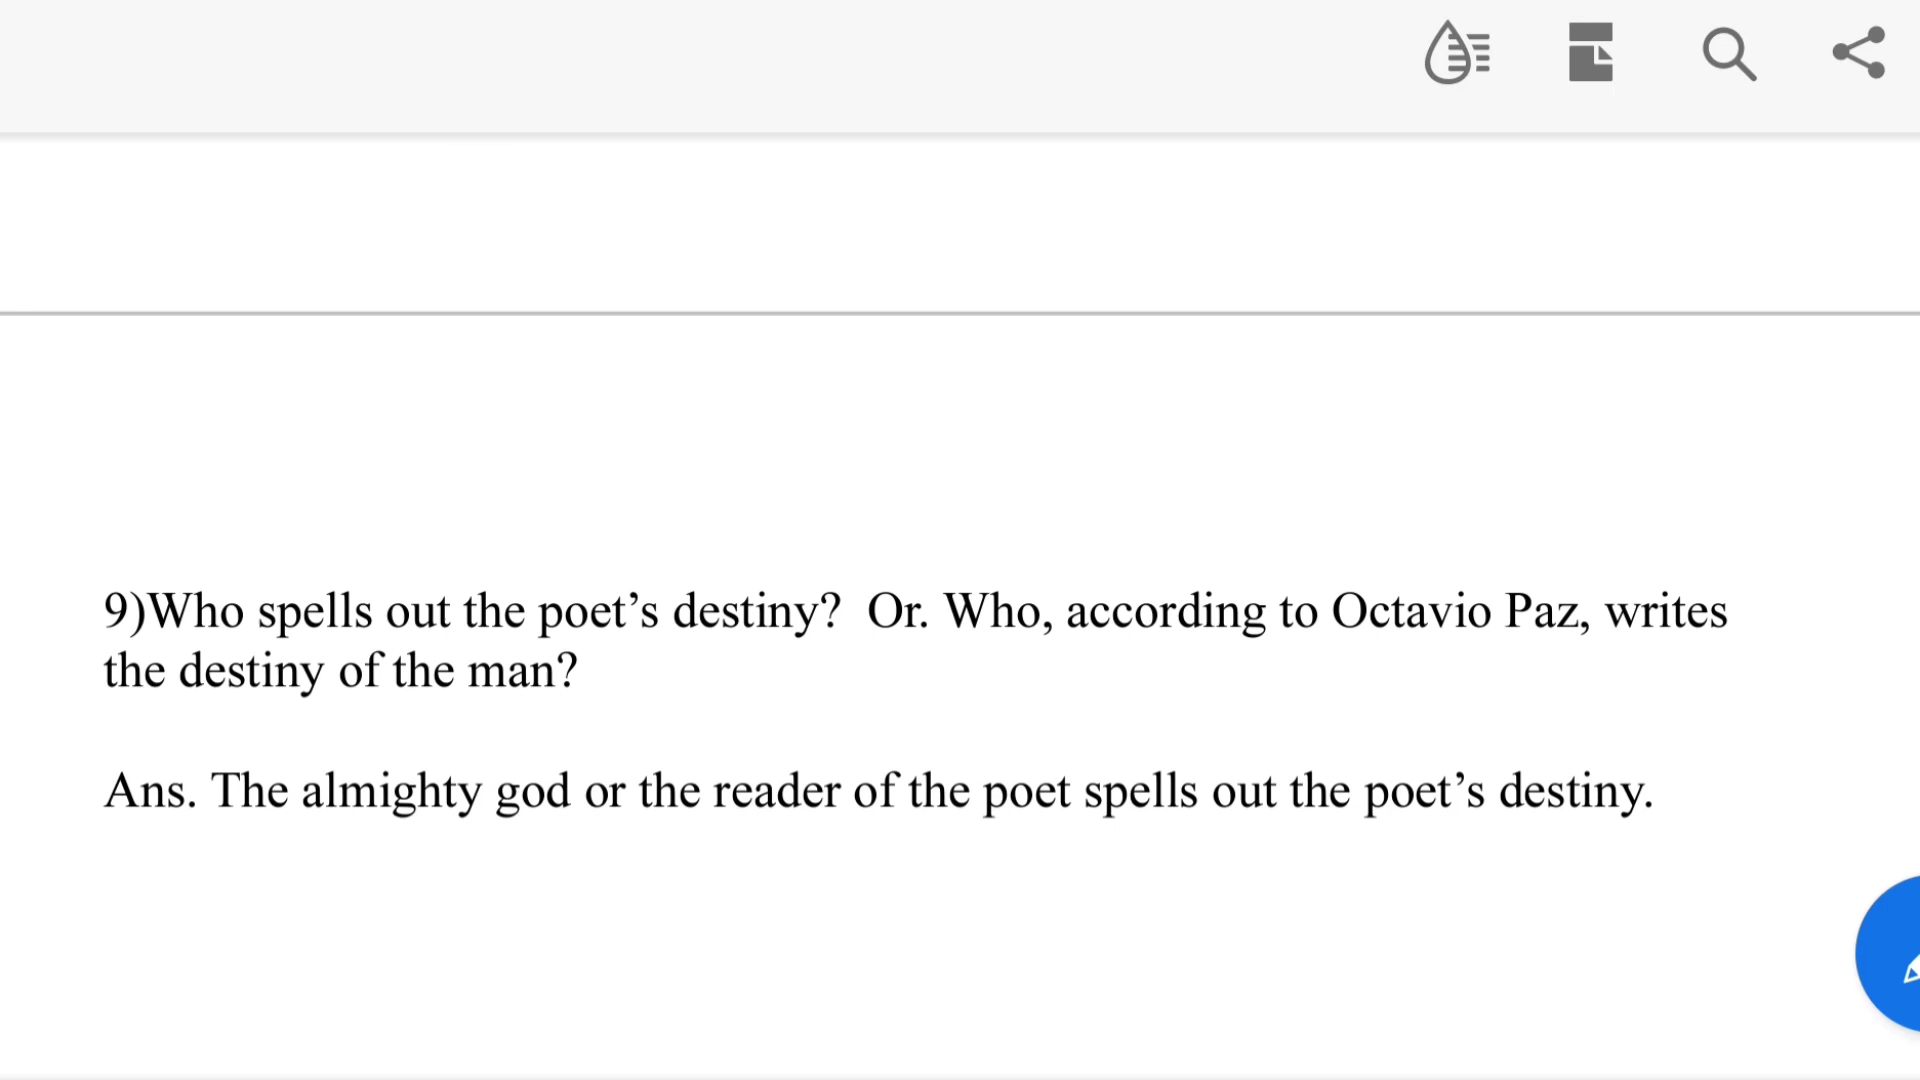 9)Who spells out the poet’s destiny?  Or. Who, according to Octavio Paz, writes
the destiny of the man?
Ans. The almighty god or the reader of the poet spells out the poet’s destiny.